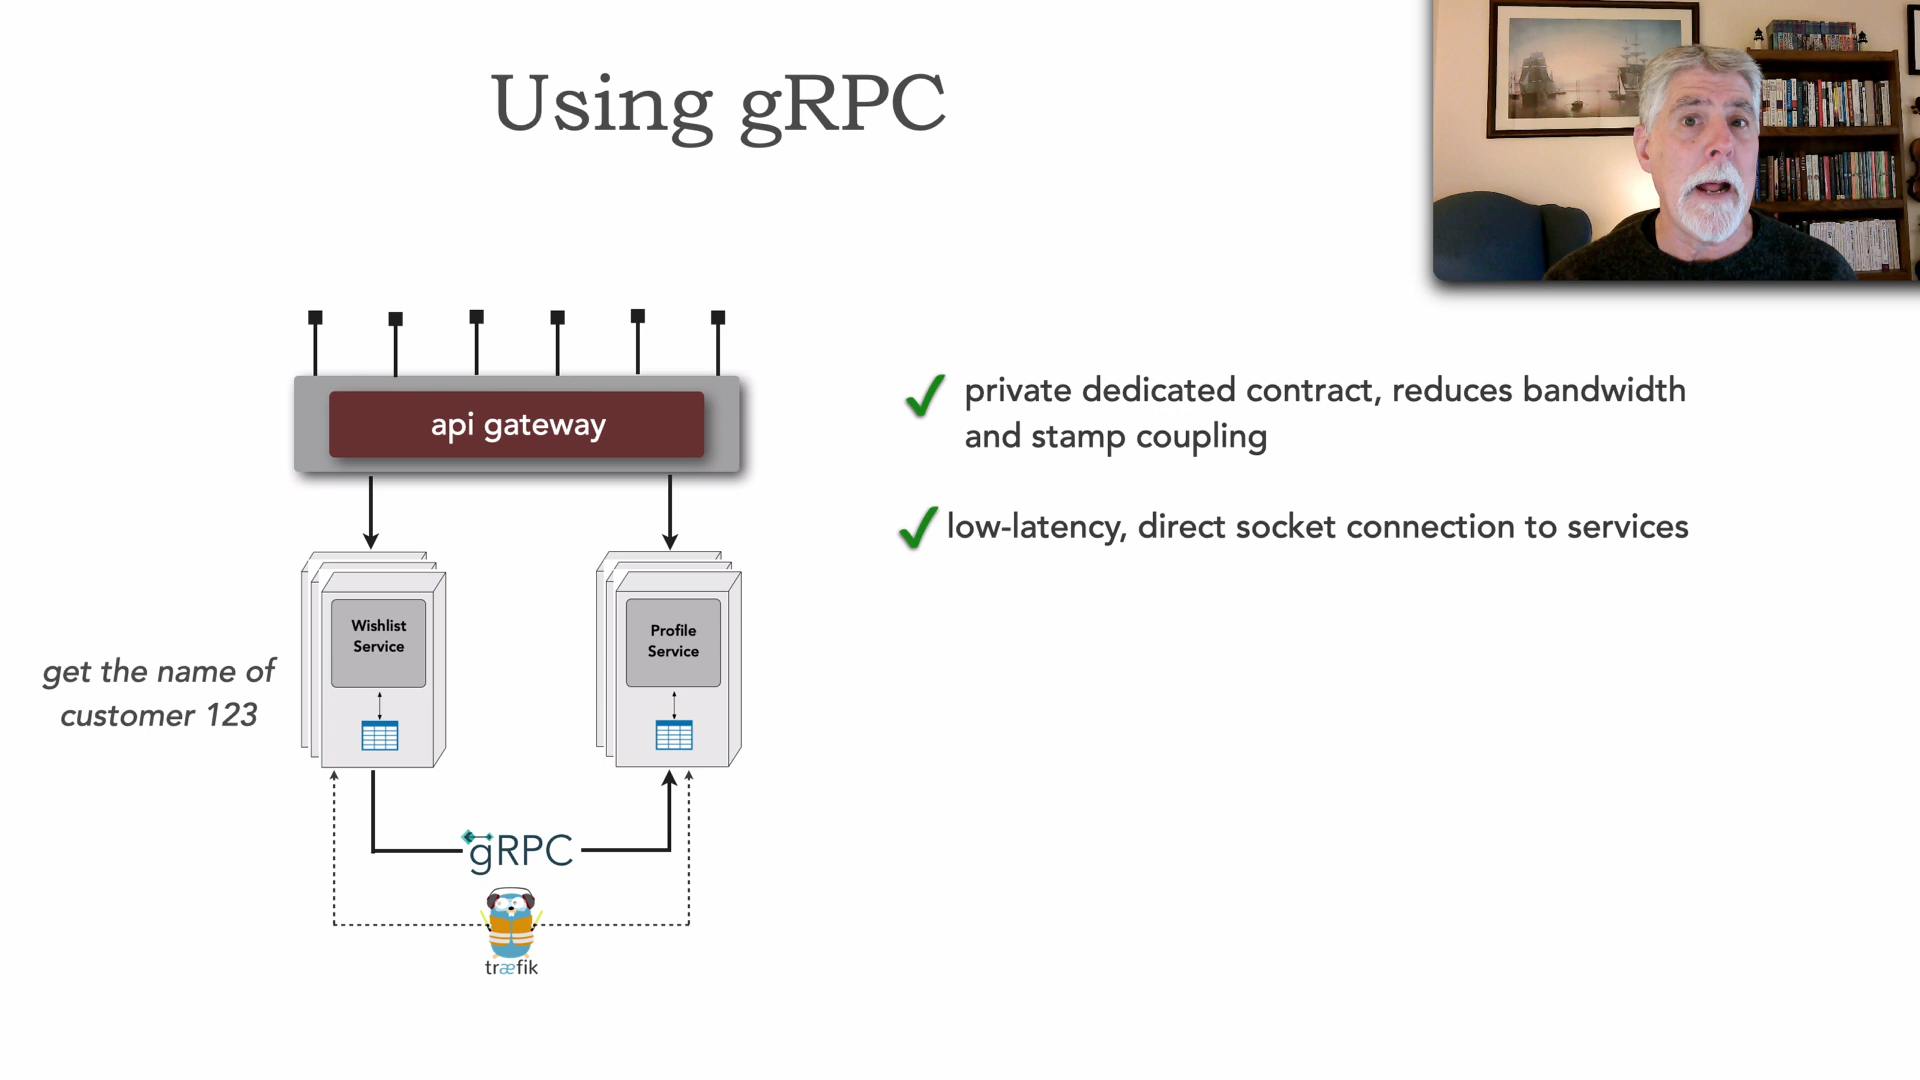 Using gRPC
api gateway
private dedicated contract, reduces bandwidth
and stamp coupling
low-latency, direct socket connection to services
Wishlist
Service
Profile
Service
get the name of
customer 123
gRPC
træfik